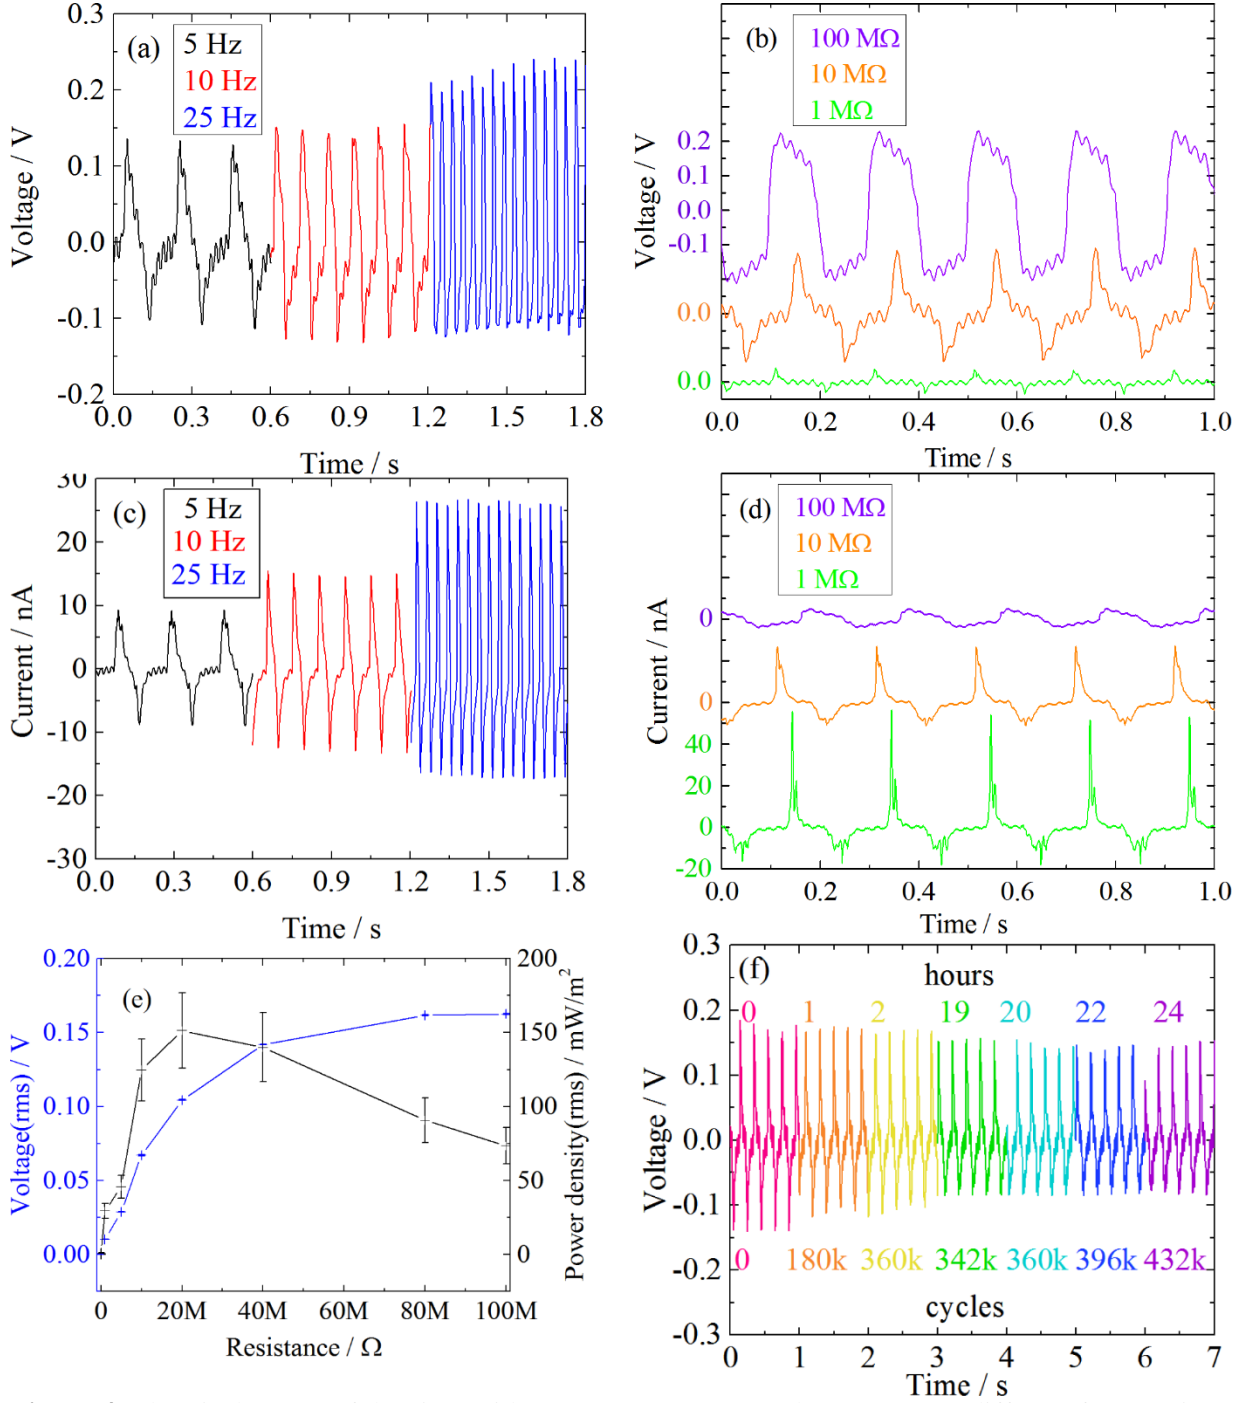 (a)
5 Hz
10 Hz
25 Hz
Voltage / V
0.3
0.2
0.1
0.0
-0.1
-0.2
0.0 0.3 0.6 0.9 1.2 1.5 1.8
Time / s
(b)
100 MΩ
10 MΩ
1 MΩ
Voltage / V
0.2
0.1
0.0
-0.1
0.0
0.0
0.0 0.2 0.4 0.6 0.8 1.0
Time / s
(c)
5 Hz
10 Hz
25 Hz
Current / nA
30
20
10
0
-10
-20
-30
0.0 0.3 0.6 0.9 1.2 1.5 1.8
Time / s
(d)
100 MΩ
10 MΩ
1 MΩ
Current / nA
0
0
40
20
0
-20
0.0 0.2 0.4 0.6 0.8 1.0
Time / s
(e)
Voltage(rms) / V
0.20
0.15
0.10
0.05
0.00
200
150
100
50
0
Power density(rms) / mW/m²
0 20M 40M 60M 80M 100M
Resistance / Ω
(f)
hours
0 1 2 19 20 22 24
Voltage / V
0.3
0.2
0.1
0.0
-0.1
-0.2
-0.3
0 180k 360k 342k 360k 396k 432k
cycles
0 1 2 3 4 5 6 7
Time / s